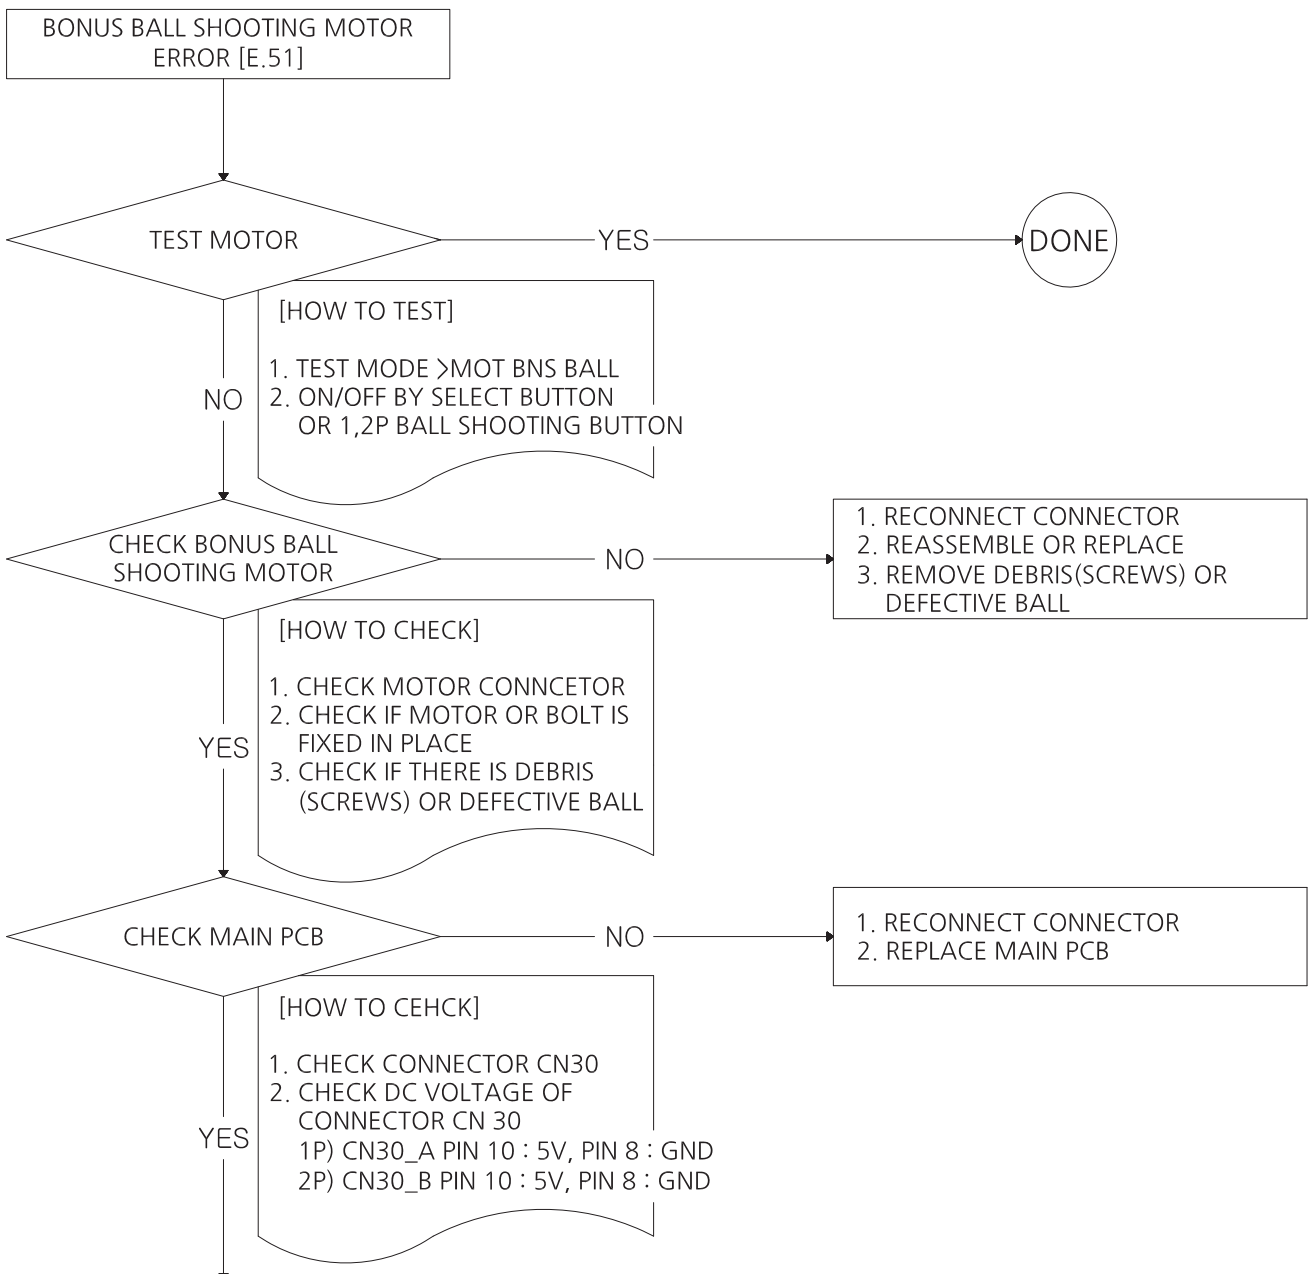 BONUS BALL SHOOTING MOTOR
ERROR [E.51]
TEST MOTOR
YES
DONE
[HOW TO TEST]
1. TEST MODE >MOT BNS BALL
2. ON/OFF BY SELECT BUTTON
OR 1,2P BALL SHOOTING BUTTON
NO
CHECK BONUS BALL
SHOOTING MOTOR
NO
1. RECONNECT CONNECTOR
2. REASSEMBLE OR REPLACE
3. REMOVE DEBRIS(SCREWS) OR
DEFECTIVE BALL
[HOW TO CHECK]
1. CHECK MOTOR CONNCETOR
2. CHECK IF MOTOR OR BOLT IS
FIXED IN PLACE
3. CHECK IF THERE IS DEBRIS
(SCREWS) OR DEFECTIVE BALL
YES
CHECK MAIN PCB
NO
1. RECONNECT CONNECTOR
2. REPLACE MAIN PCB
[HOW TO CEHCK]
1. CHECK CONNECTOR CN30
2. CHECK DC VOLTAGE OF
CONNECTOR CN 30
1P) CN30_A PIN 10 : 5V, PIN 8 : GND
2P) CN30_B PIN 10 : 5V, PIN 8 : GND
YES